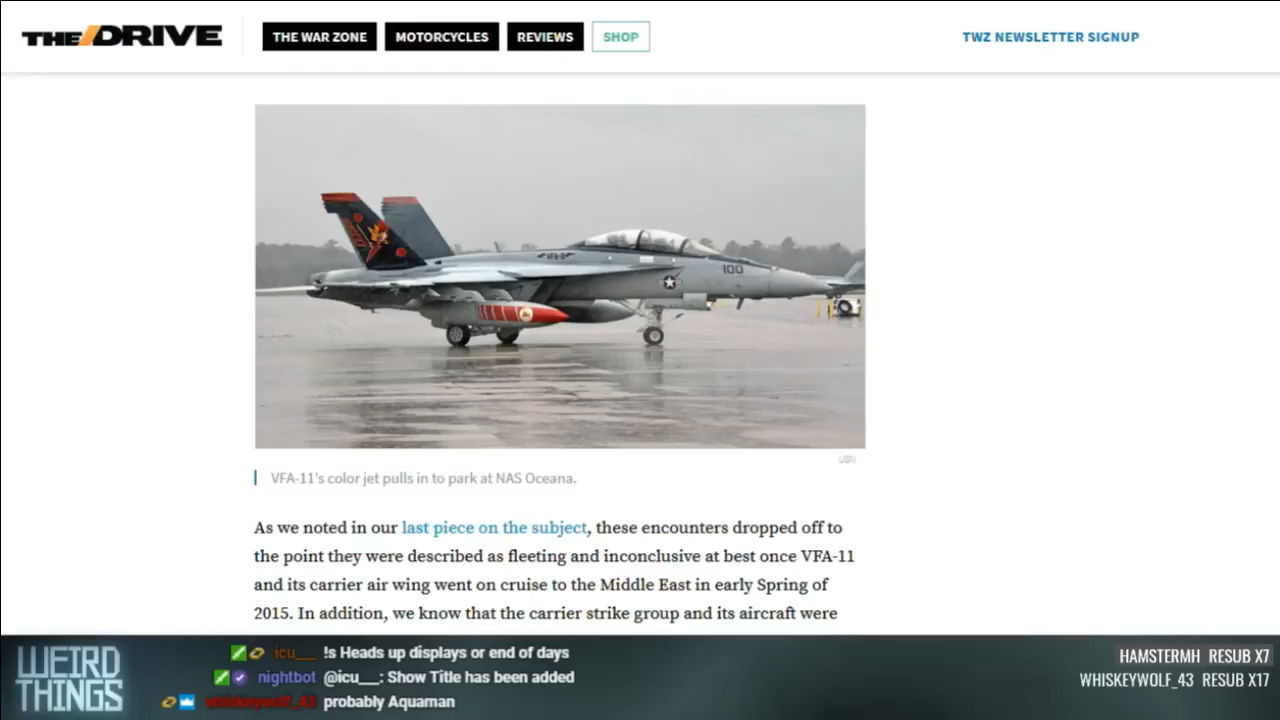 THE/DRIVE
THE WAR ZONE
MOTORCYCLES
REVIEWS
SHOP
TWZ NEWSLETTER SIGNUP
100
USN
VFA-11's color jet pulls in to park at NAS Oceana.
As we noted in our last piece on the subject, these encounters dropped off to
the point they were described as fleeting and inconclusive at best once VFA-11
and its carrier air wing went on cruise to the Middle East in early Spring of
2015. In addition, we know that the carrier strike group and its aircraft were
WEIRD
THINGS
icu__ !s Heads up displays or end of days
nightbot @icu__: Show Title has been added
whiskeywolf_43 probably Aquaman
HAMSTERMH RESUB X7
WHISKEYWOLF_43 RESUB X17